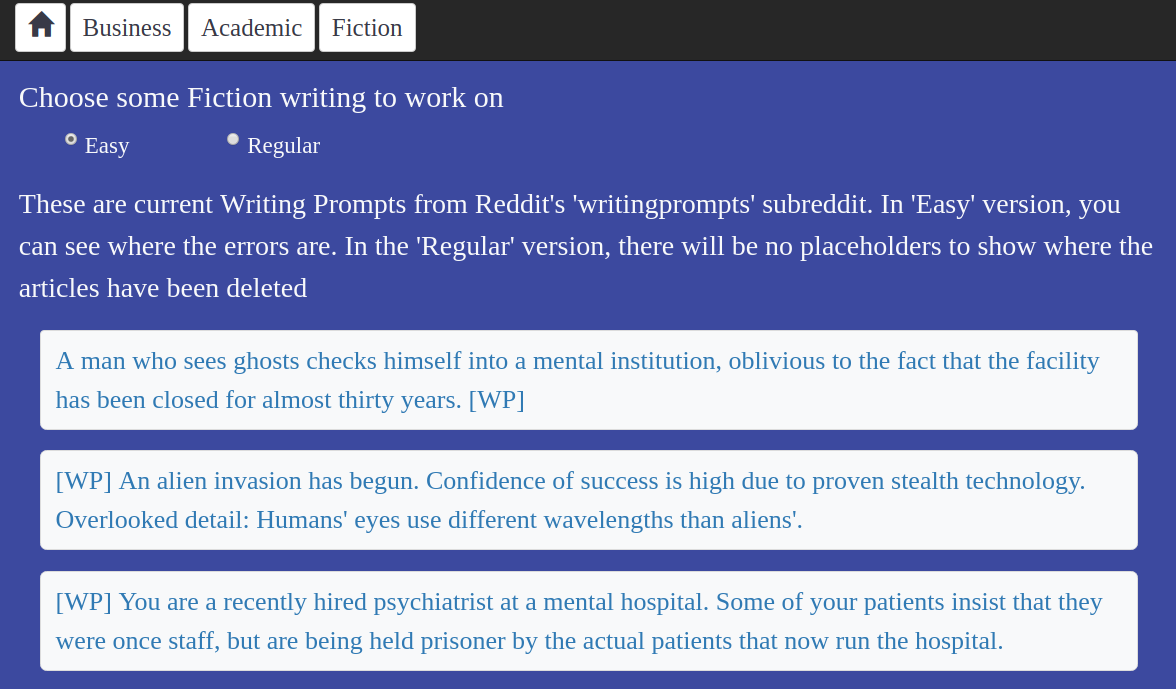 Business Academic Fiction
Choose some Fiction writing to work on
Easy Regular
These are current Writing Prompts from Reddit's 'writingprompts' subreddit. In 'Easy' version, you
can see where the errors are. In the 'Regular' version, there will be no placeholders to show where the
articles have been deleted
A man who sees ghosts checks himself into a mental institution, oblivious to the fact that the facility
has been closed for almost thirty years. [WP]
[WP] An alien invasion has begun. Confidence of success is high due to proven stealth technology.
Overlooked detail: Humans' eyes use different wavelengths than aliens'.
[WP] You are a recently hired psychiatrist at a mental hospital. Some of your patients insist that they
were once staff, but are being held prisoner by the actual patients that now run the hospital.